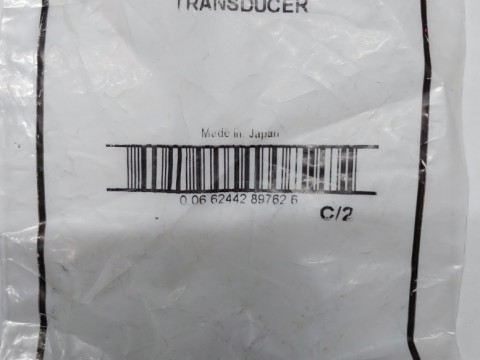 TRANSDUCER
Made in: Japan
0 06 62442 89762 6
C/2